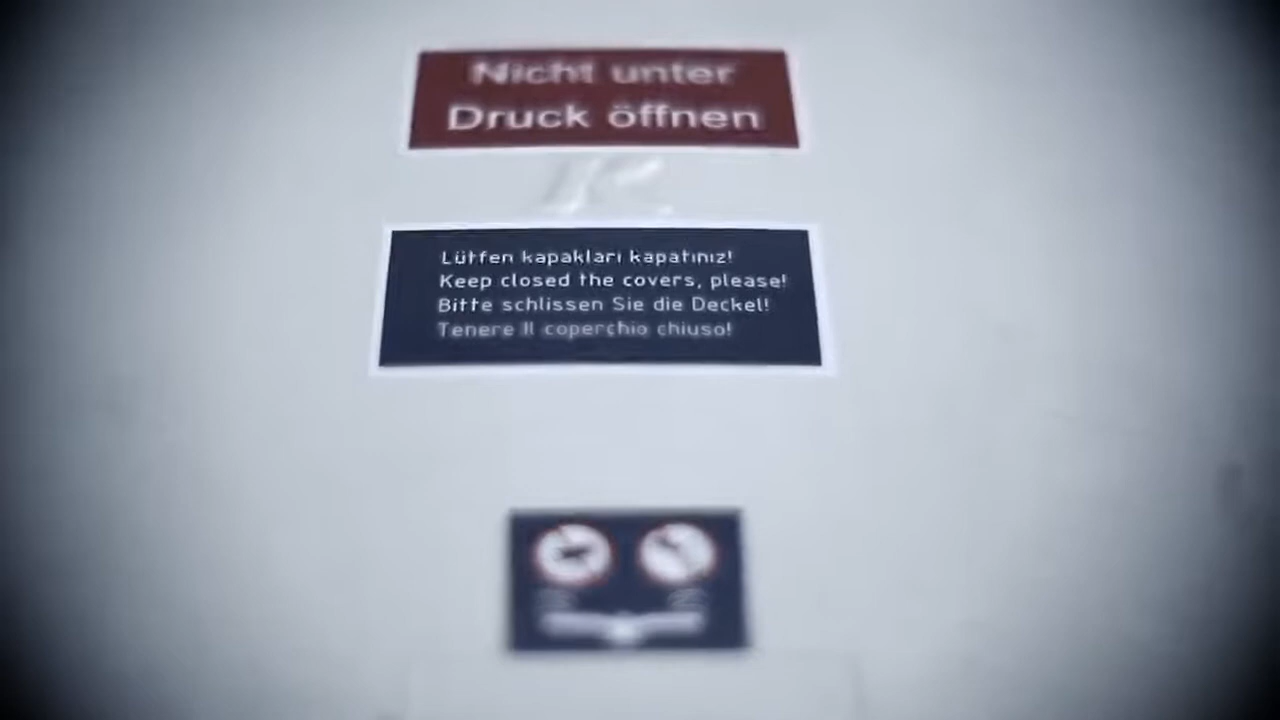 Nicht unter
Druck öffnen
Lütfen kapakları kapatınız!
Keep closed the covers, please!
Bitte schlissen Sie die Deckel!
Tenere Il coperchio chiuso!